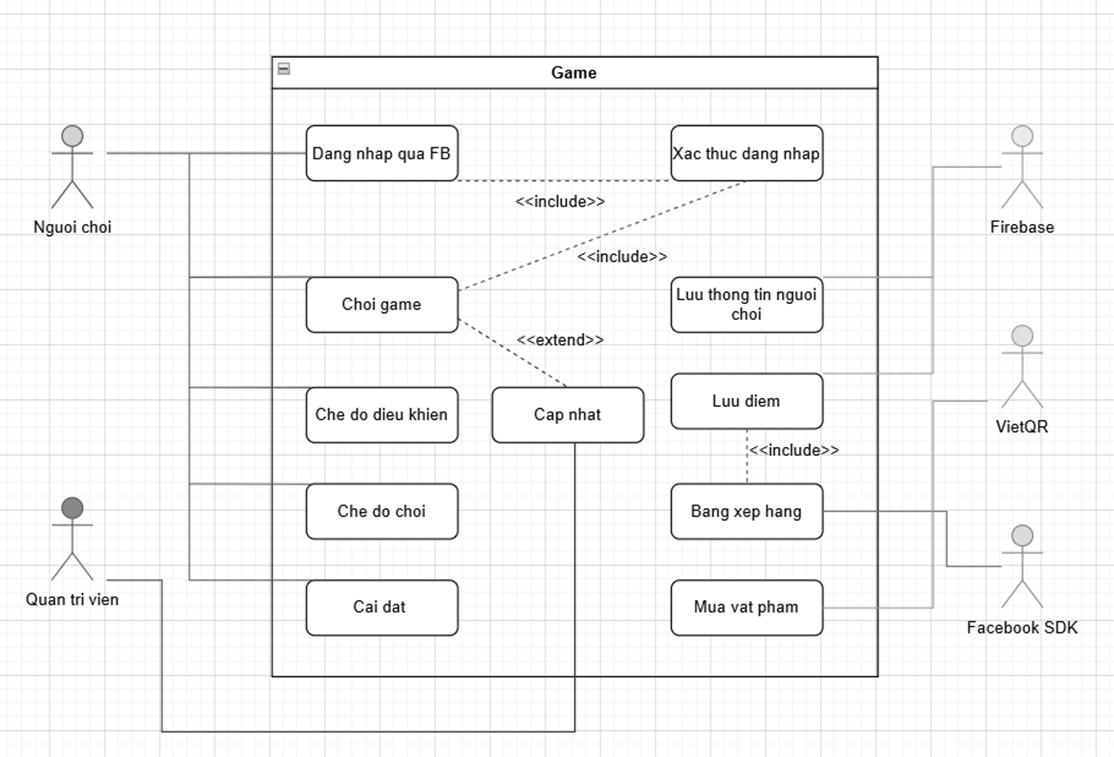 Game
Dang nhap qua FB
Xac thuc dang nhap
<<include>>
Nguoi choi
Firebase
<<include>>
Choi game
Luu thong tin nguoi
choi
<<extend>>
Che do dieu khien
Cap nhat
Luu diem
VietQR
<<include>>
Che do choi
Bang xep hang
Quan tri vien
Cai dat
Mua vat pham
Facebook SDK